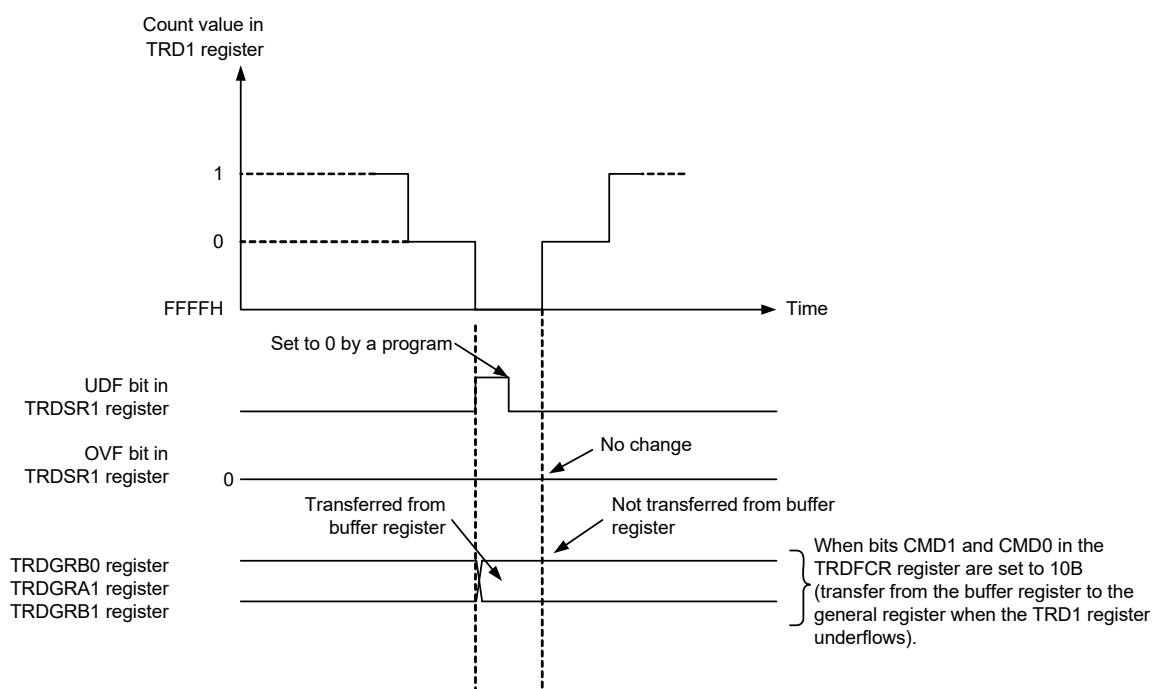 Count value in
TRD1 register
1
0
FFFFH
Time
Set to 0 by a program
UDF bit in
TRDSR1 register
OVF bit in
TRDSR1 register
0
No change
Transferred from
buffer register
Not transferred from buffer
register
TRDGRB0 register
TRDGRA1 register
TRDGRB1 register
When bits CMD1 and CMD0 in the
TRDFCR register are set to 10B
(transfer from the buffer register to the
general register when the TRD1 register
underflows).